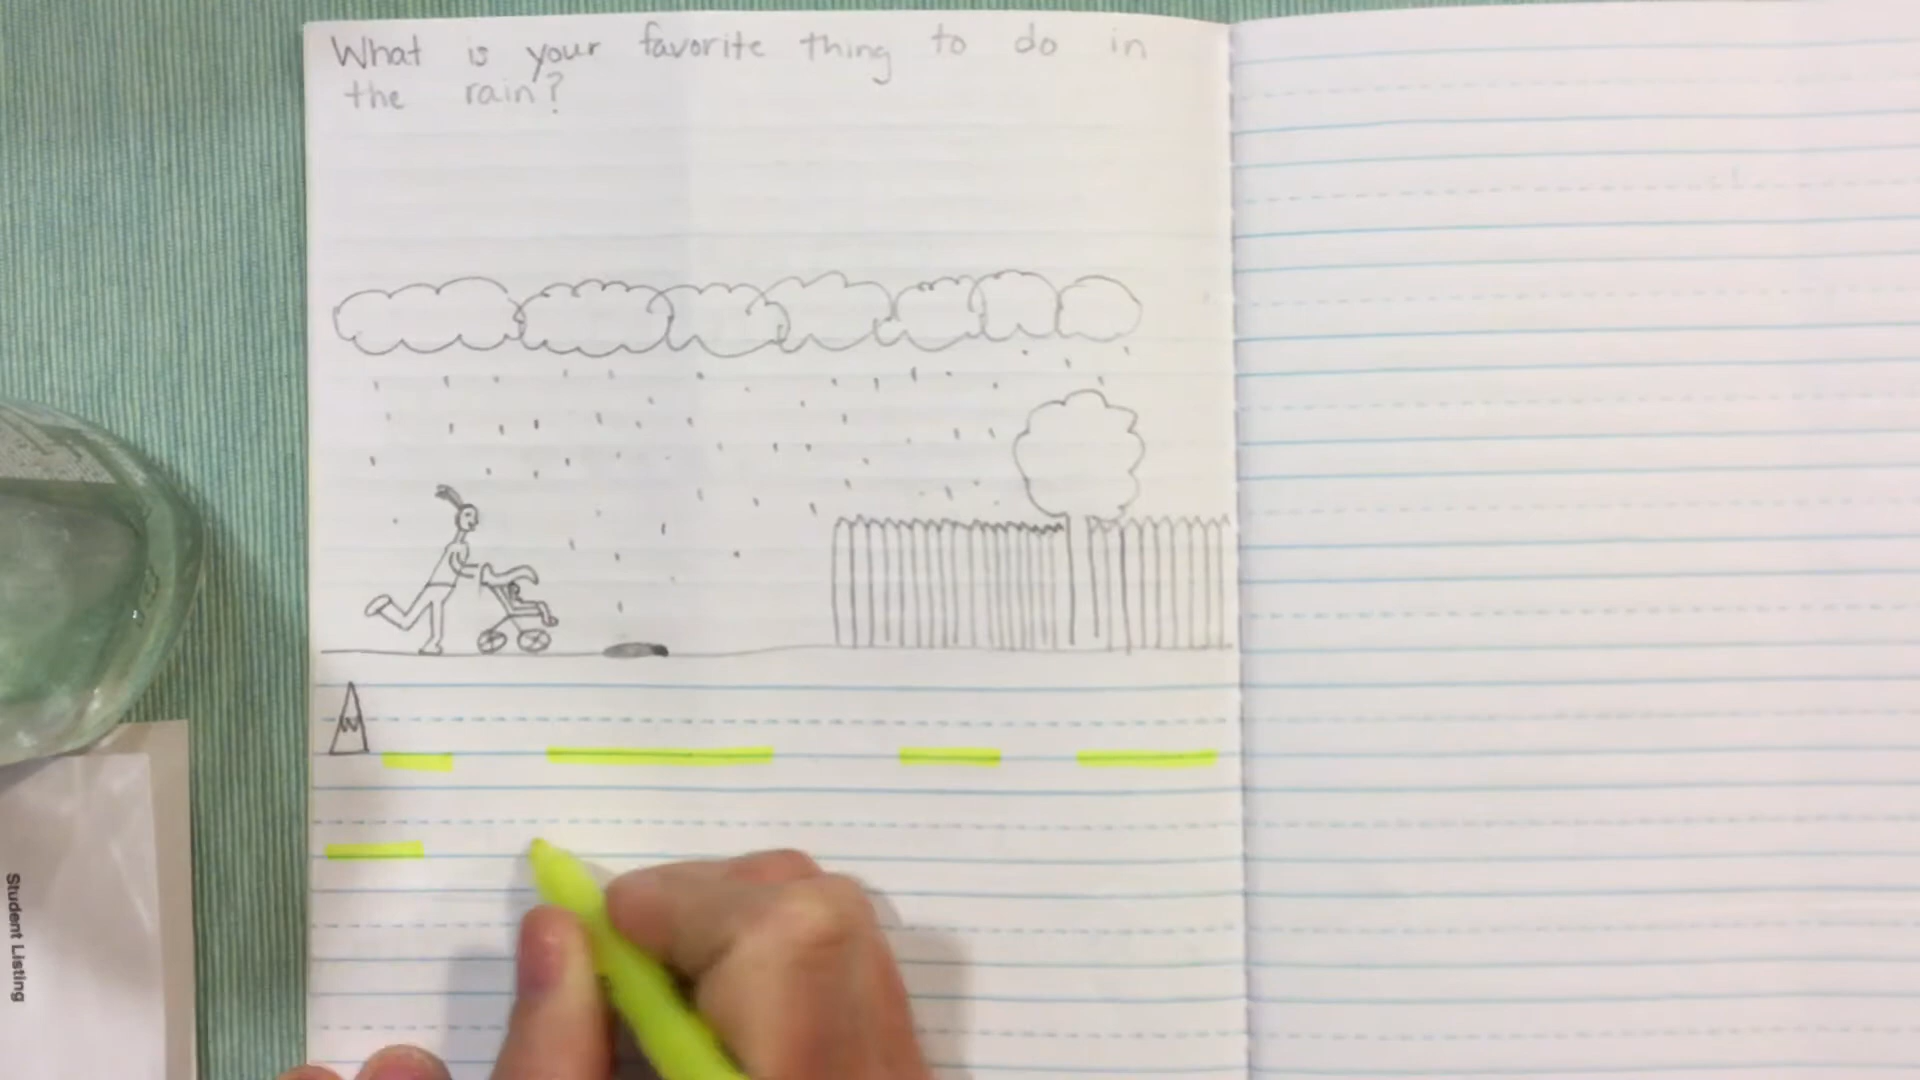 What is your favorite thing to do in
the rain?
Student Listing